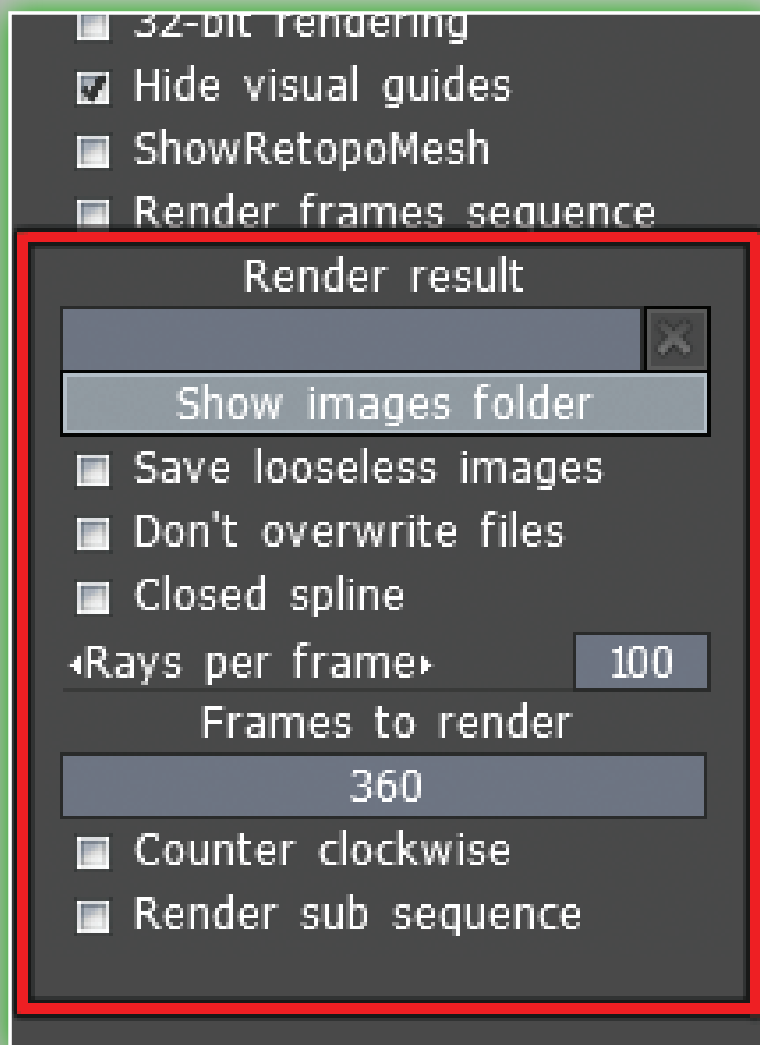 32-bit rendering
Hide visual guides
ShowRetopoMesh
Render frames sequence
Render result
Show images folder
Save looseless images
Don't overwrite files
Closed spline
Rays per frame 100
Frames to render
360
Counter clockwise
Render sub sequence